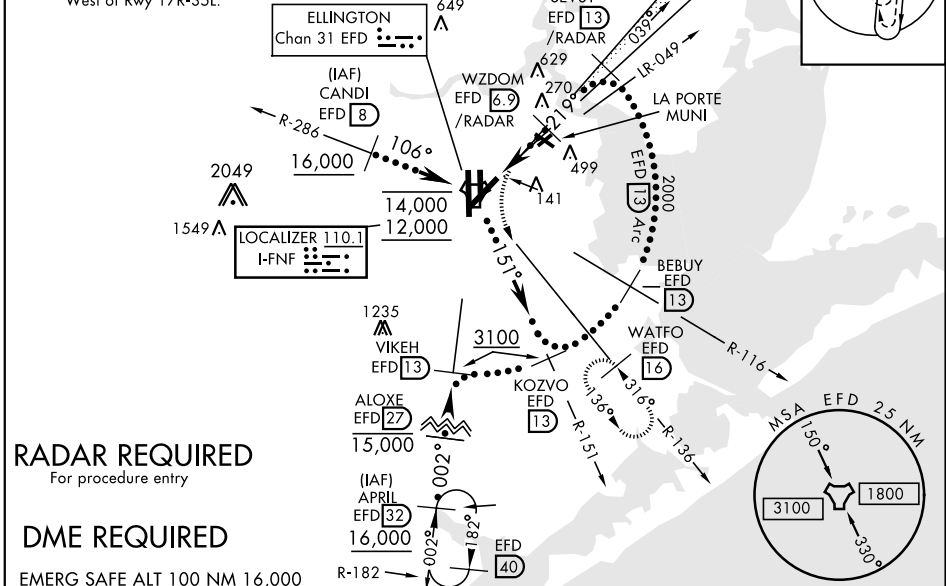 West of Rwy 17R-35L.
ELLINGTON
Chan 31 EFD
649
EFD 13
/RADAR
039°
LR-049
(IAF)
CANDI
EFD 8
WZDOM
EFD 6.9
/RADAR
629
270
219°
LA PORTE
MUNI
R-286
106°
16,000
499
2049
141
14,000
12,000
EFD 13 Arc
2000
1549
LOCALIZER 110.1
I-FNF
151°
BEBUY
EFD
13
1235
VIKEH
EFD 13
3100
WATFO
EFD
16
R-116
ALOXE
EFD 27
15,000
KOZVO
EFD
13
136°
316°
R-151
R-136
MSA EFD 25 NM
150°
3100
1800
330°
RADAR REQUIRED
For procedure entry
002°
(IAF)
APRIL
EFD 32
16,000
DME REQUIRED
002°
182°
EFD
40
EMERG SAFE ALT 100 NM 16,000
R-182